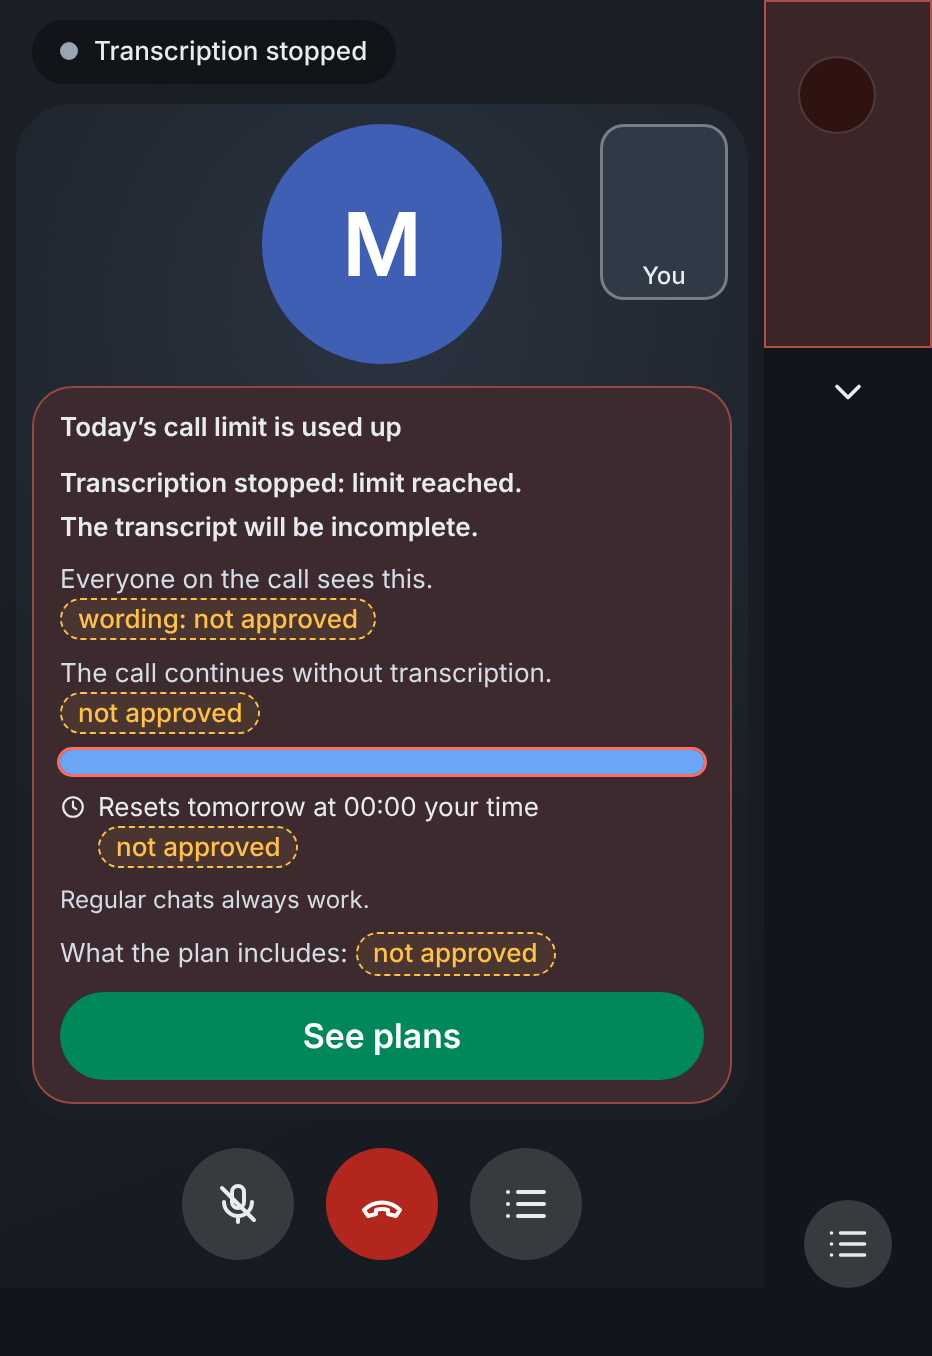 Transcription stopped
M
You
Today’s call limit is used up
Transcription stopped: limit reached.
The transcript will be incomplete.
Everyone on the call sees this.
wording: not approved
The call continues without transcription.
not approved
Resets tomorrow at 00:00 your time
not approved
Regular chats always work.
What the plan includes: not approved
See plans